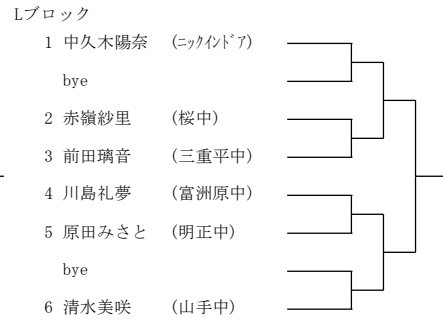 Lブロック
1 中久木陽奈 (ﾆｯｸｲﾝﾄﾞｱ)
bye
2 赤嶺紗里 (桜中)
3 前田璃音 (三重平中)
4 川島礼夢 (富洲原中)
5 原田みさと (明正中)
bye
6 清水美咲 (山手中)